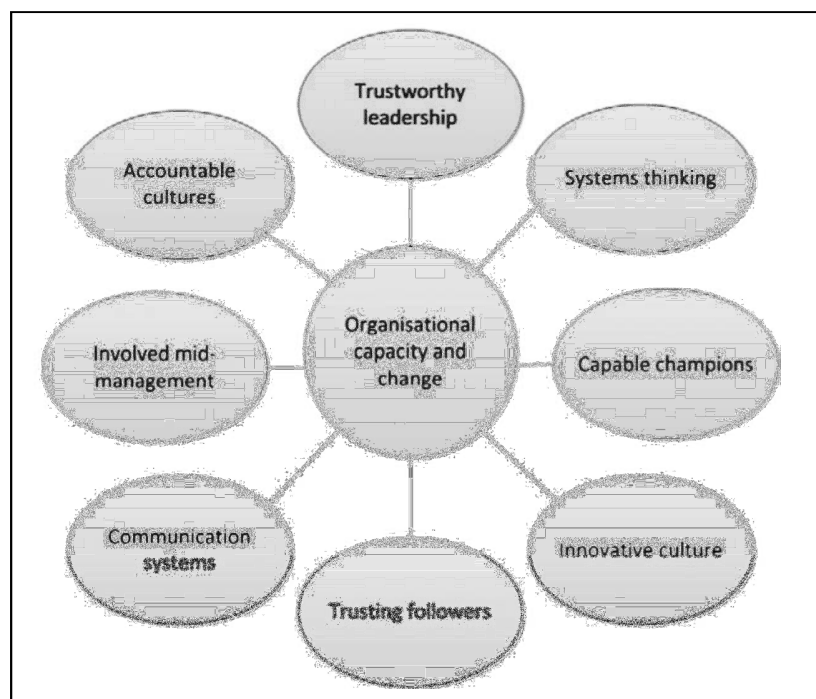 Trustworthy
leadership
Accountable
cultures
Systems thinking
Organisational
capacity and
change
Involved mid-
management
Capable champions
Communication
systems
Innovative culture
Trusting followers